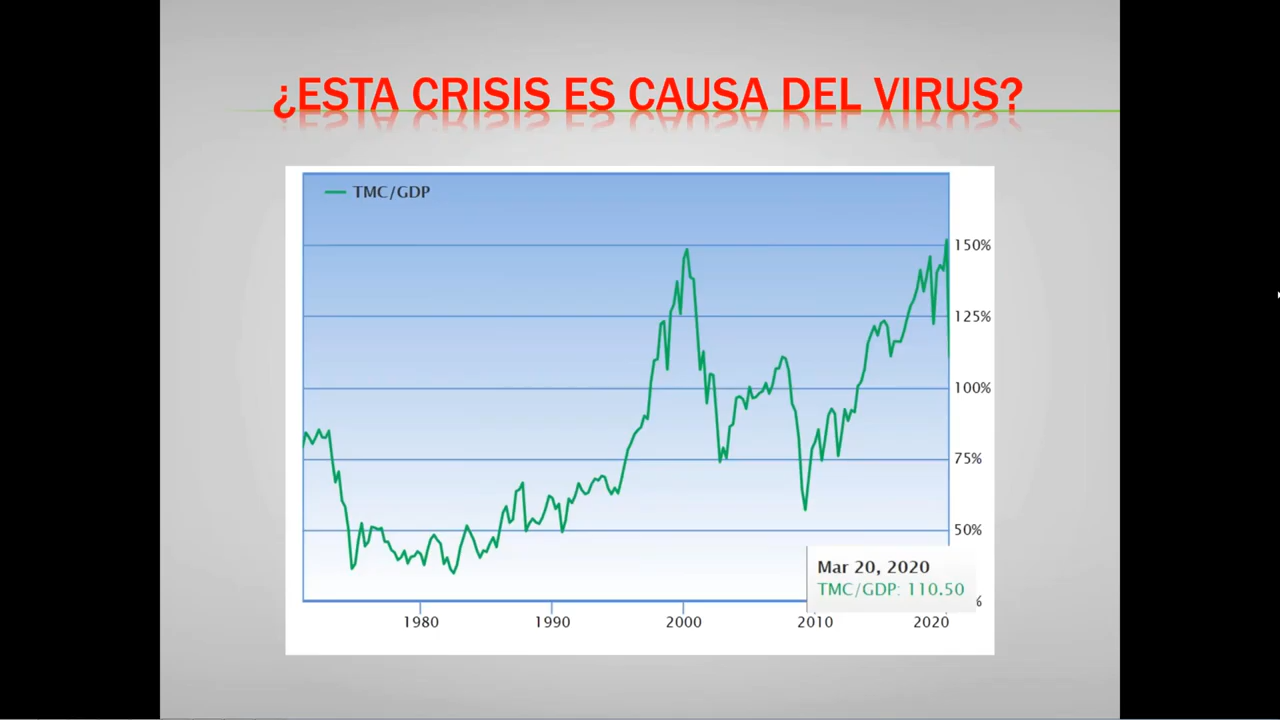 ¿ESTA CRISIS ES CAUSA DEL VIRUS?
TMC/GDP
150%
125%
100%
75%
50%
%
Mar 20, 2020
TMC/GDP: 110.50
1980 1990 2000 2010 2020